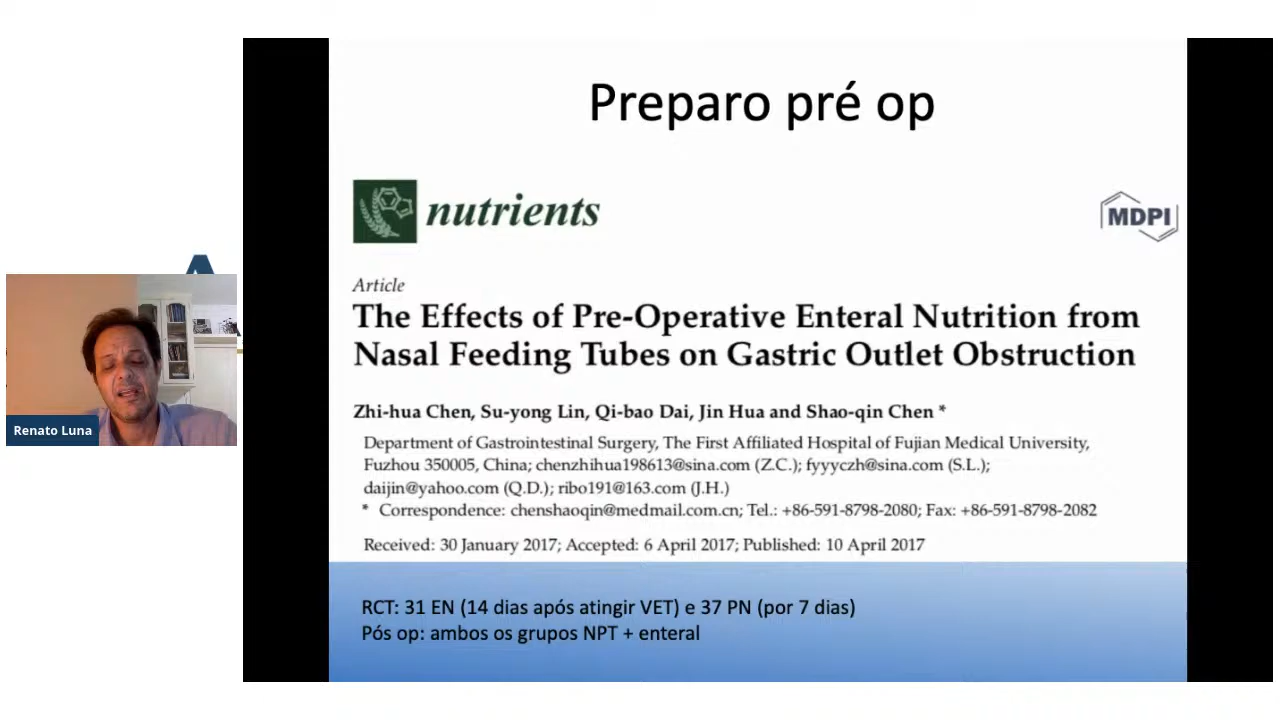 Preparo pré op
nutrients
MDPI
Article
The Effects of Pre-Operative Enteral Nutrition from
Nasal Feeding Tubes on Gastric Outlet Obstruction
Zhi-hua Chen, Su-yong Lin, Qi-bao Dai, Jin Hua and Shao-qin Chen *
Department of Gastrointestinal Surgery, The First Affiliated Hospital of Fujian Medical University,
Fuzhou 350005, China; chenzhihua198613@sina.com (Z.C.); fyyyczh@sina.com (S.L.);
daijin@yahoo.com (Q.D.); ribo191@163.com (J.H.)
* Correspondence: chenshaoqin@medmail.com.cn; Tel.: +86-591-8798-2080; Fax: +86-591-8798-2082
Received: 30 January 2017; Accepted: 6 April 2017; Published: 10 April 2017
RCT: 31 EN (14 dias após atingir VET) e 37 PN (por 7 dias)
Pós op: ambos os grupos NPT + enteral
Renato Luna